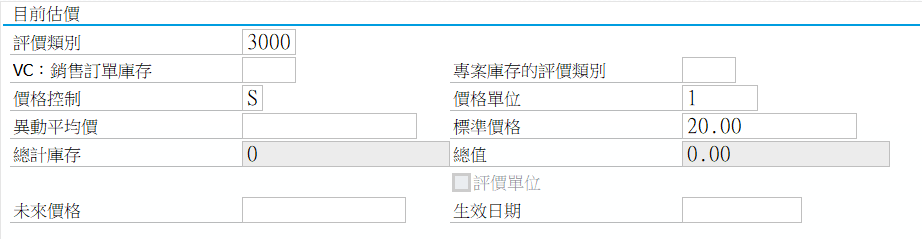 目前估價
評價類別 3000
VC：銷售訂單庫存 專案庫存的評價類別
價格控制 S 價格單位 1
異動平均價 標準價格 20.00
總計庫存 0 總值 0.00
評價單位
未來價格 生效日期